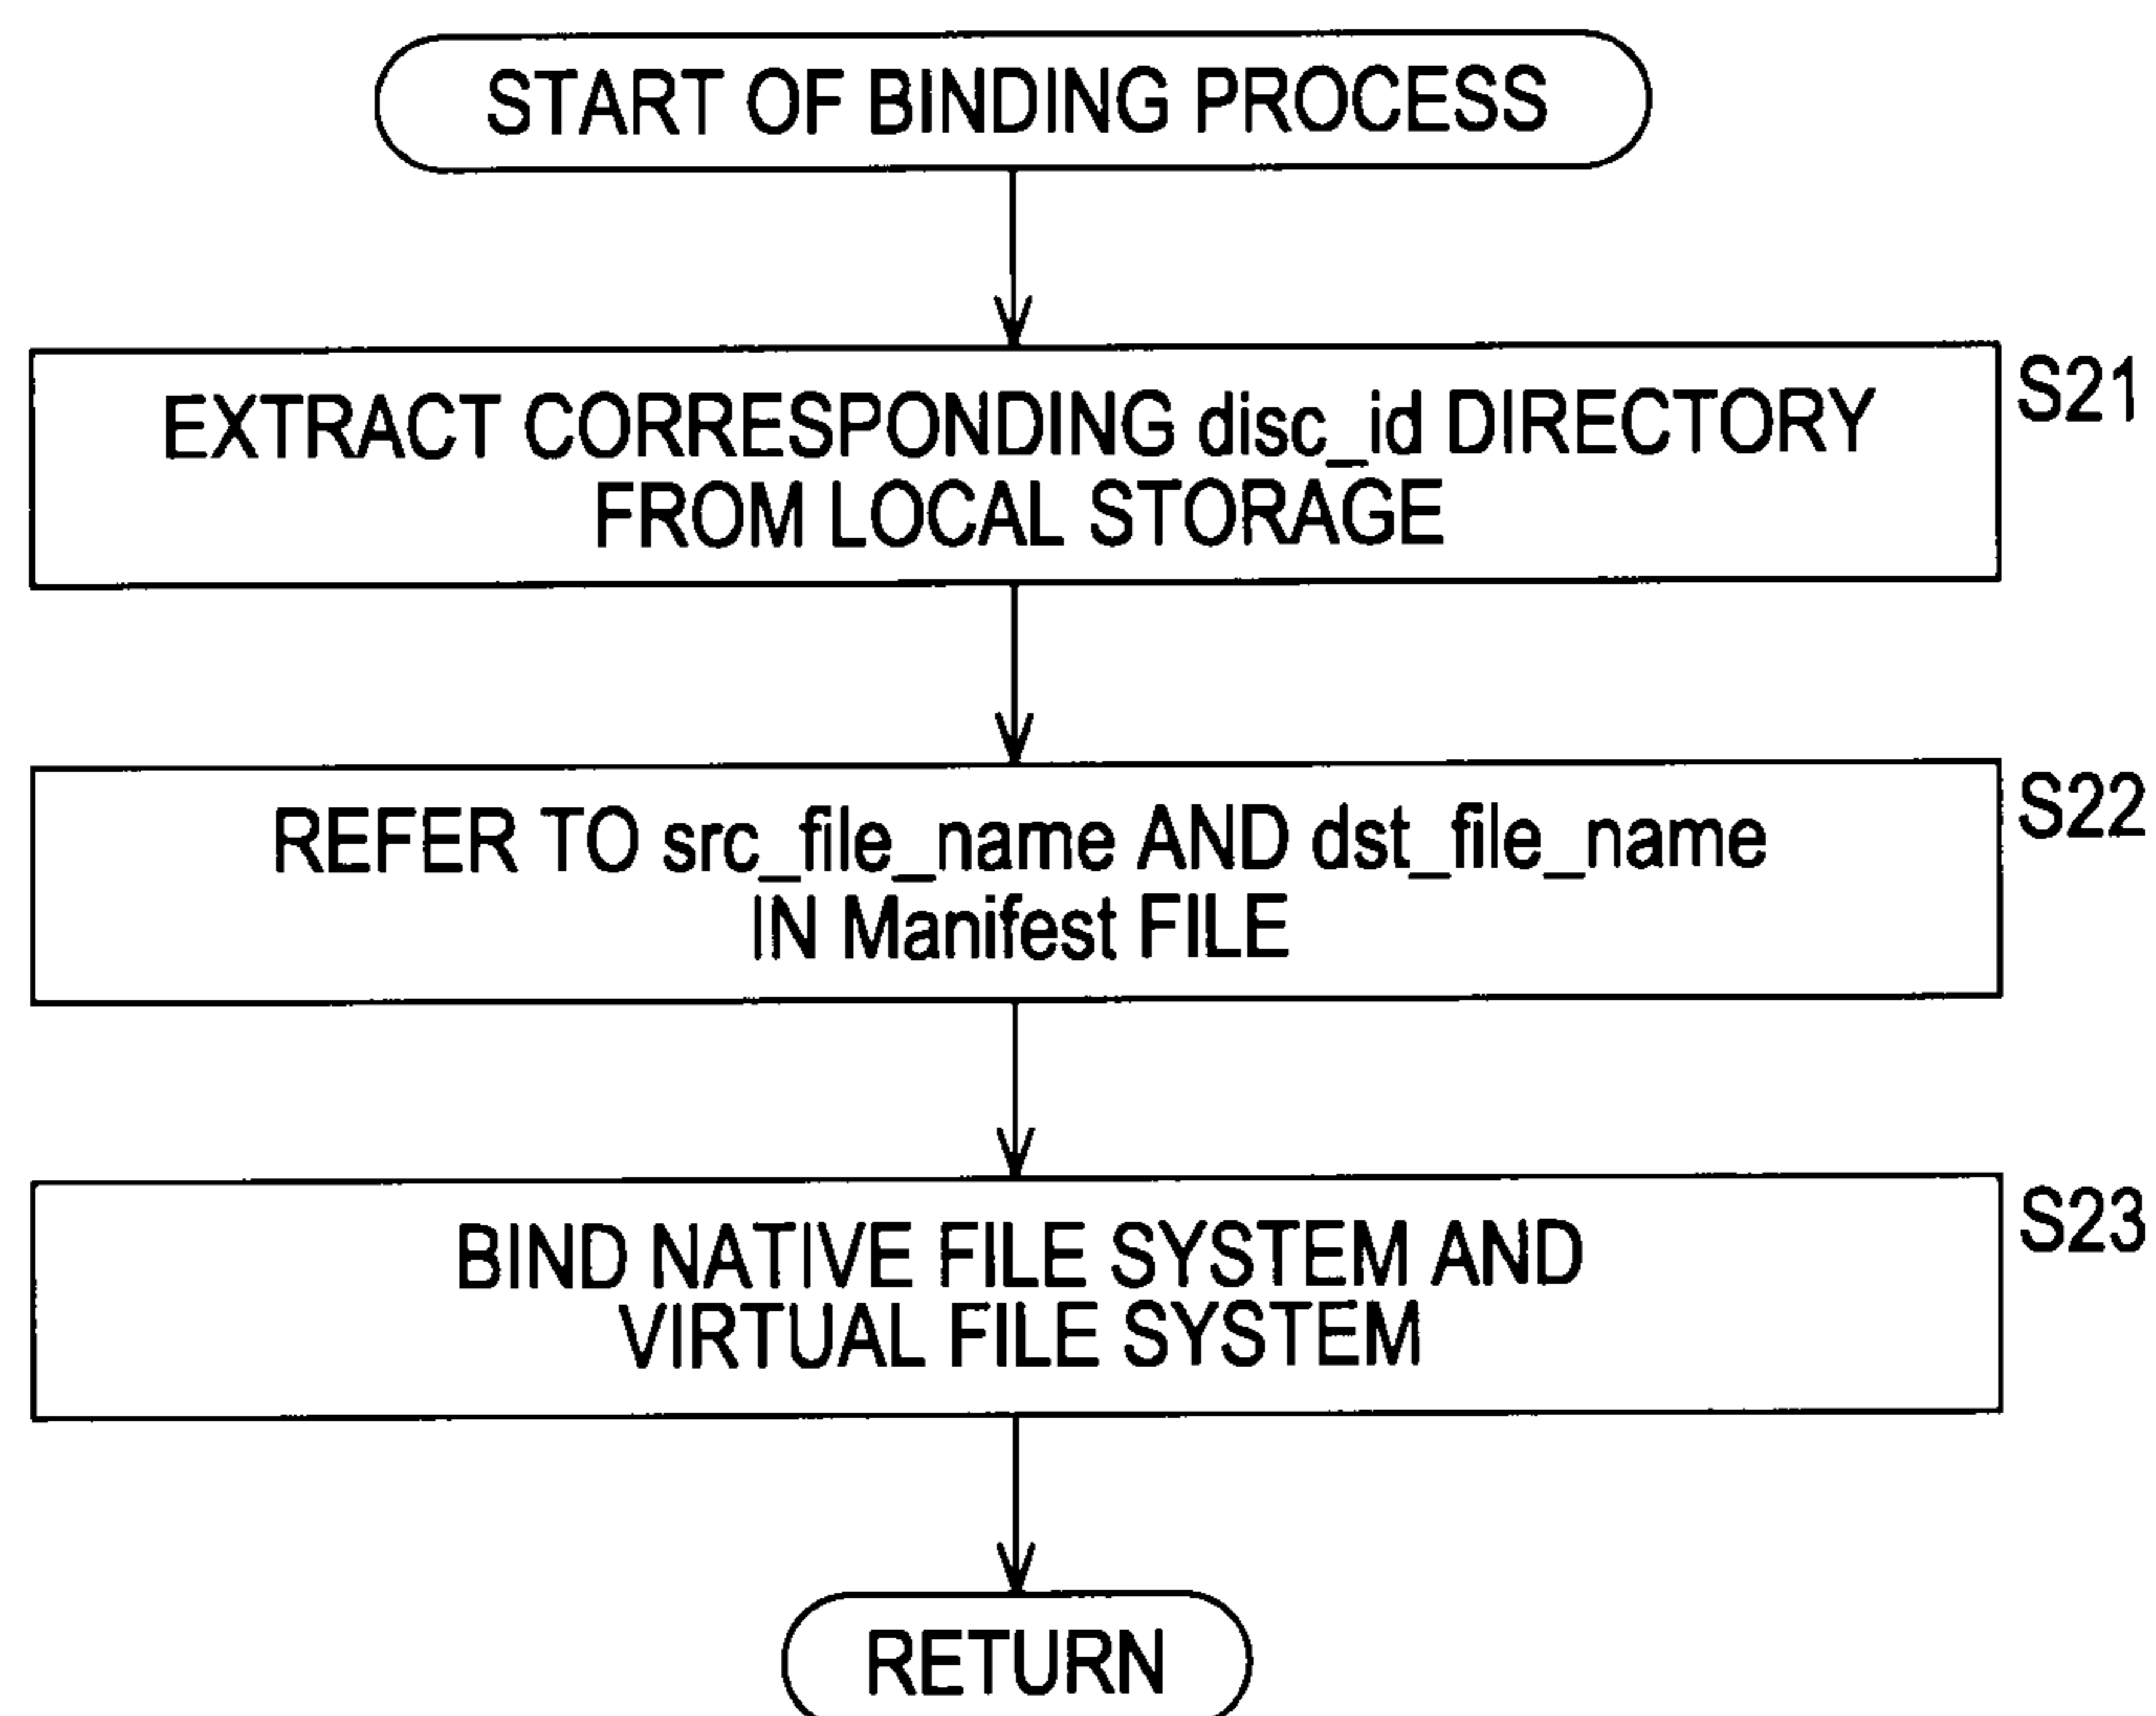 START OF BINDING PROCESS
EXTRACT CORRESPONDING disc_id DIRECTORY
FROM LOCAL STORAGE
S21
REFER TO src_file_name AND dst_file_name
IN Manifest FILE
S22
BIND NATIVE FILE SYSTEM AND
VIRTUAL FILE SYSTEM
S23
RETURN